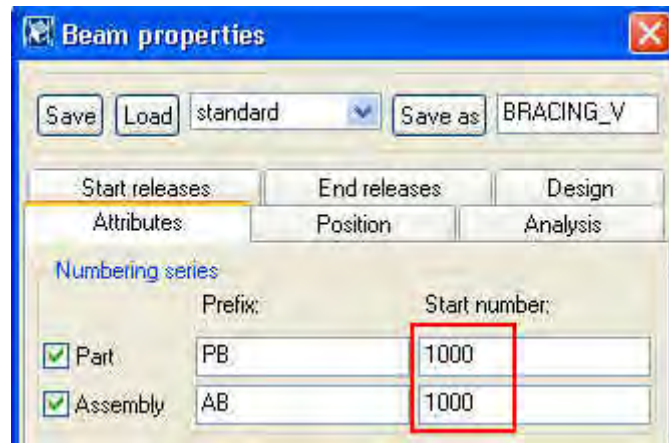 Beam properties
Save Load standard Save as BRACING_V
Start releases End releases Design
Attributes Position Analysis
Numbering series
Prefix: Start number:
Part PB 1000
Assembly AB 1000